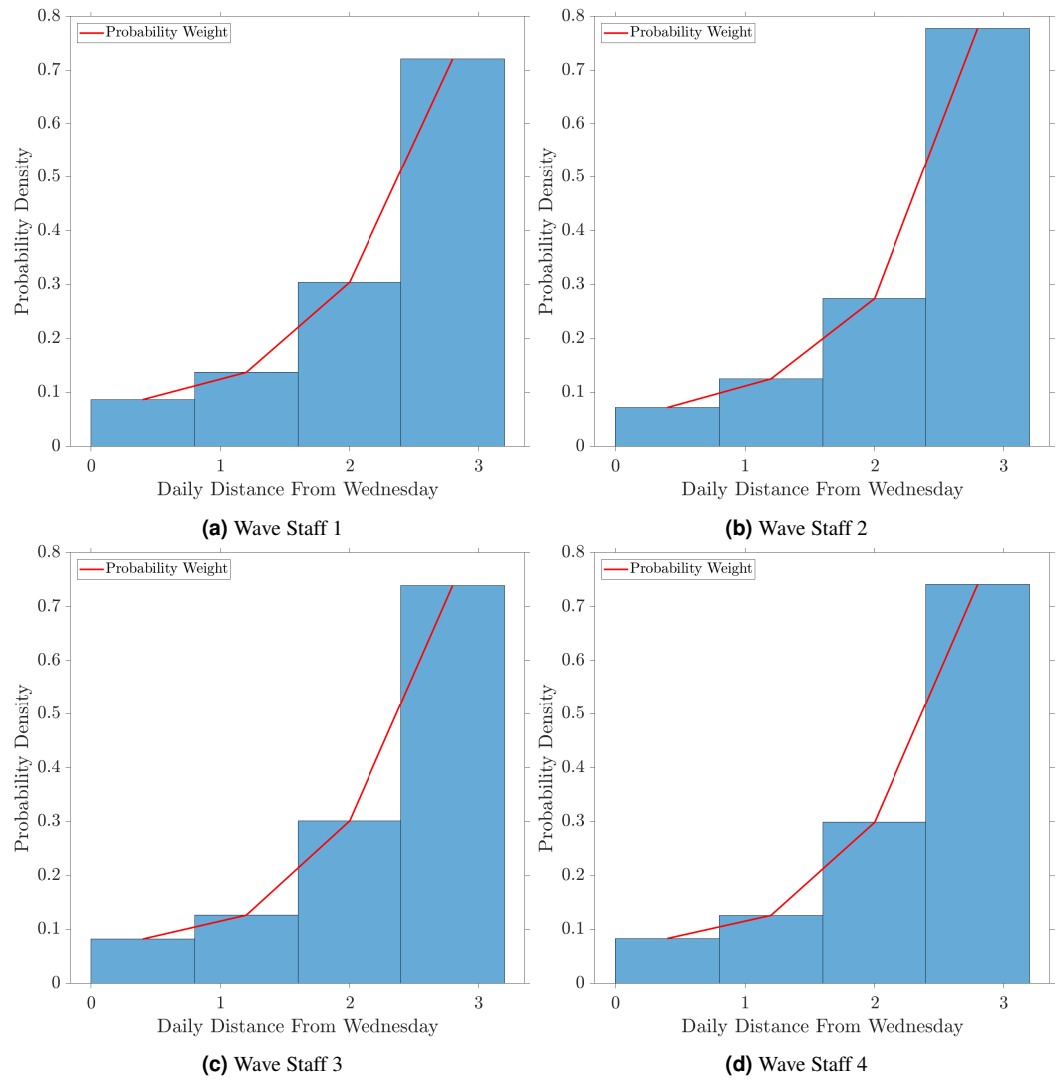 0.8
0.7
0.6
0.5
0.4
0.3
0.2
0.1
0
Probability Density
Probability Weight
0 1 2 3
Daily Distance From Wednesday
(a) Wave Staff 1
0.8
0.7
0.6
0.5
0.4
0.3
0.2
0.1
0
Probability Density
Probability Weight
0 1 2 3
Daily Distance From Wednesday
(b) Wave Staff 2
0.8
0.7
0.6
0.5
0.4
0.3
0.2
0.1
0
Probability Density
Probability Weight
0 1 2 3
Daily Distance From Wednesday
(c) Wave Staff 3
0.8
0.7
0.6
0.5
0.4
0.3
0.2
0.1
0
Probability Density
Probability Weight
0 1 2 3
Daily Distance From Wednesday
(d) Wave Staff 4